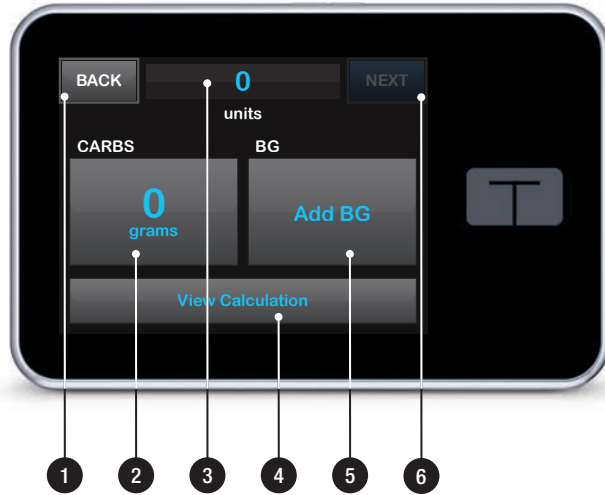 BACK
0
NEXT
units
CARBS
BG
0
grams
Add BG
View Calculation
1
2
3
4
5
6